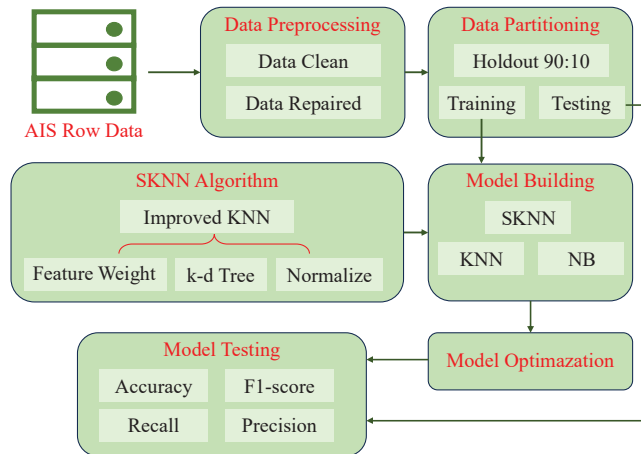 Data Preprocessing
Data Clean
Data Repaired
Data Partitioning
Holdout 90:10
Training
Testing
AIS Row Data
SKNN Algorithm
Improved KNN
Feature Weight
k-d Tree
Normalize
Model Building
SKNN
KNN
NB
Model Testing
Accuracy
F1-score
Recall
Precision
Model Optimazation